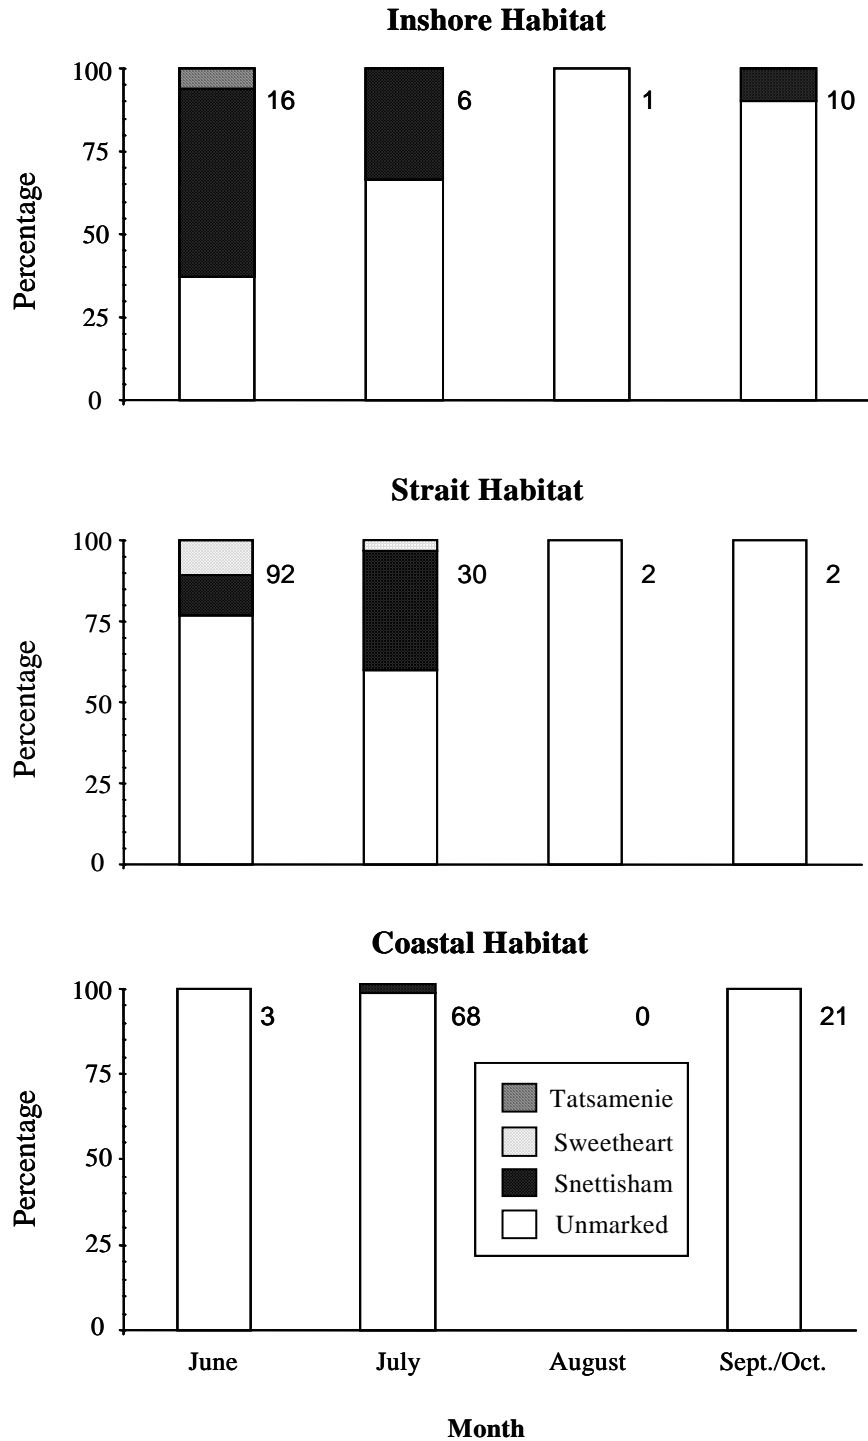 Inshore Habitat
100
75
50
25
0
Percentage
16
6
1
10
Strait Habitat
100
75
50
25
0
Percentage
92
30
2
2
Coastal Habitat
100
75
50
25
0
Percentage
3
68
0
21
Tatsamenie
Sweetheart
Snettisham
Unmarked
June July August Sept./Oct.
Month